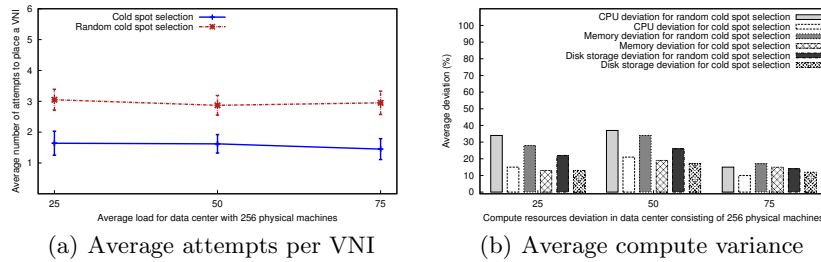 Cold spot selection
Random cold spot selection
Average number of attempts to place a VNI
6
5
4
3
2
1
25
50
75
Average load for data center with 256 physical machines
(a) Average attempts per VNI
CPU deviation for random cold spot selection
CPU deviation for cold spot selection
Memory deviation for random cold spot selection
Memory deviation for cold spot selection
Disk storage deviation for random cold spot selection
Disk storage deviation for cold spot selection
Average deviation (%)
100
90
80
70
60
50
40
30
20
10
0
25
50
75
Compute resources deviation in data center consisting of 256 physical machines
(b) Average compute variance